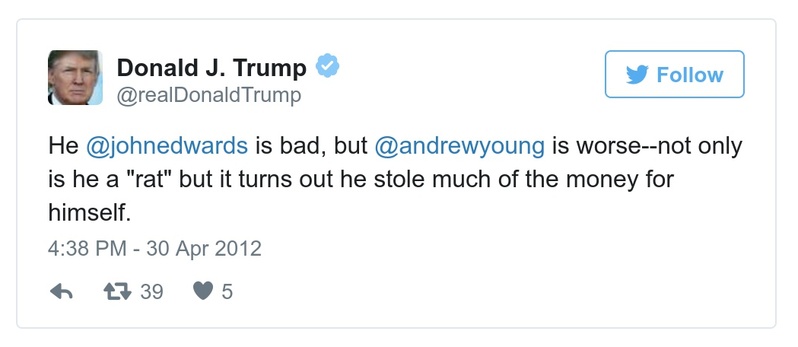 Donald J. Trump
@realDonaldTrump
Follow
He @johnedwards is bad, but @andrewyoung is worse--not only
is he a "rat" but it turns out he stole much of the money for
himself.
4:38 PM - 30 Apr 2012
39 5